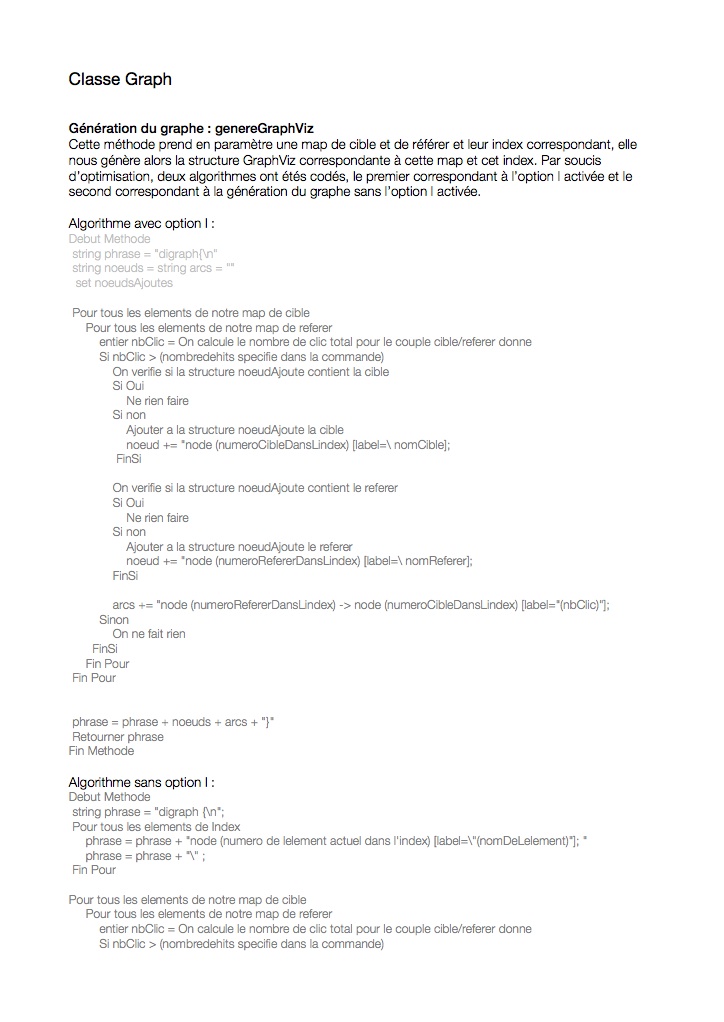 Classe Graph
Génération du graphe : genereGraphViz
Cette méthode prend en paramètre une map de cible et de référer et leur index correspondant, elle
nous génère alors la structure GraphViz correspondante à cette map et cet index. Par soucis
d'optimisation, deux algorithmes ont étés codés, le premier correspondant à l'option l activée et le
second correspondant à la génération du graphe sans l'option l activée.
Algorithme avec option l :
Debut Methode
string phrase = "digraph{\n"
string noeuds = string arcs = ""
set noeudsAjoutes
Pour tous les elements de notre map de cible
Pour tous les elements de notre map de referer
entier nbClic = On calcule le nombre de clic total pour le couple cible/referer donne
Si nbClic > (nombredehits specifie dans la commande)
On verifie si la structure noeudAjoute contient la cible
Si Oui
Ne rien faire
Si non
Ajouter a la structure noeudAjoute la cible
noeud += "node (numeroCibleDansLindex) [label=\ nomCible];
FinSi
On verifie si la structure noeudAjoute contient le referer
Si Oui
Ne rien faire
Si non
Ajouter a la structure noeudAjoute le referer
noeud += "node (numeroRefererDansLindex) [label=\ nomReferer];
FinSi
arcs += "node (numeroRefererDansLindex) -> node (numeroCibleDansLindex) [label="(nbClic)"];
Sinon
On ne fait rien
FinSi
Fin Pour
Fin Pour
phrase = phrase + noeuds + arcs + "}"
Retourner phrase
Fin Methode
Algorithme sans option l :
Debut Methode
string phrase = "digraph {\n";
Pour tous les elements de Index
phrase = phrase + "node (numero de lelement actuel dans l'index) [label=\"(nomDeLelement)"]; "
phrase = phrase + "\" ;
Fin Pour
Pour tous les elements de notre map de cible
Pour tous les elements de notre map de referer
entier nbClic = On calcule le nombre de clic total pour le couple cible/referer donne
Si nbClic > (nombredehits specifie dans la commande)